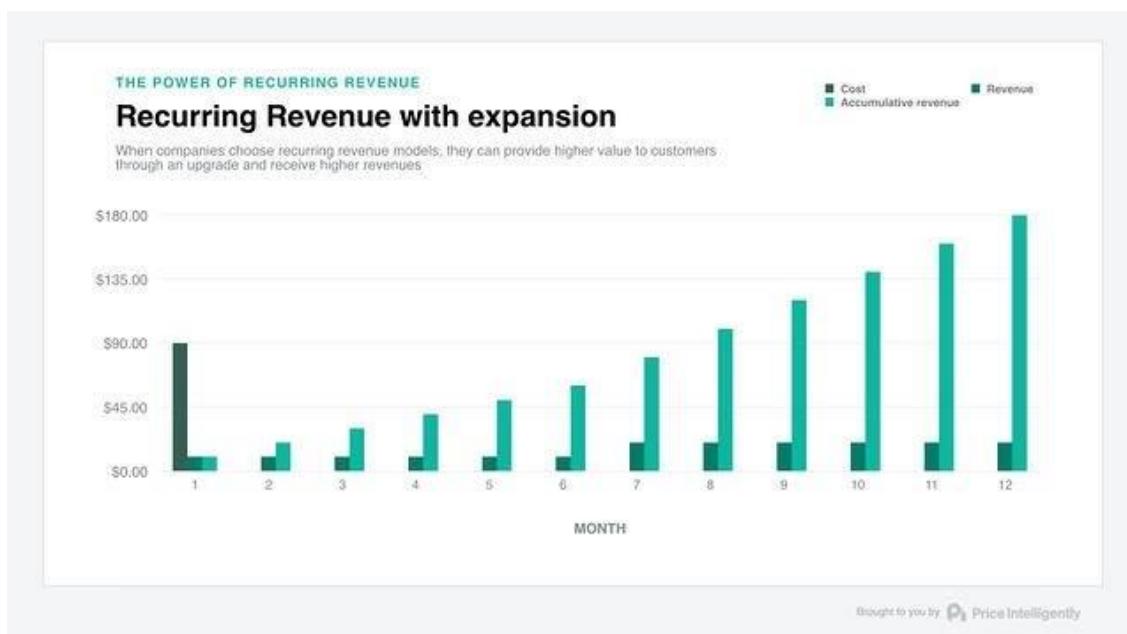 THE POWER OF RECURRING REVENUE
Recurring Revenue with expansion
When companies choose recurring revenue models, they can provide higher value to customers
through an upgrade and receive higher revenues
Cost Revenue
Accumulative revenue
$180.00
$135.00
$90.00
$45.00
$0.00
1 2 3 4 5 6 7 8 9 10 11 12
MONTH
Brought to you by Price Intelligently